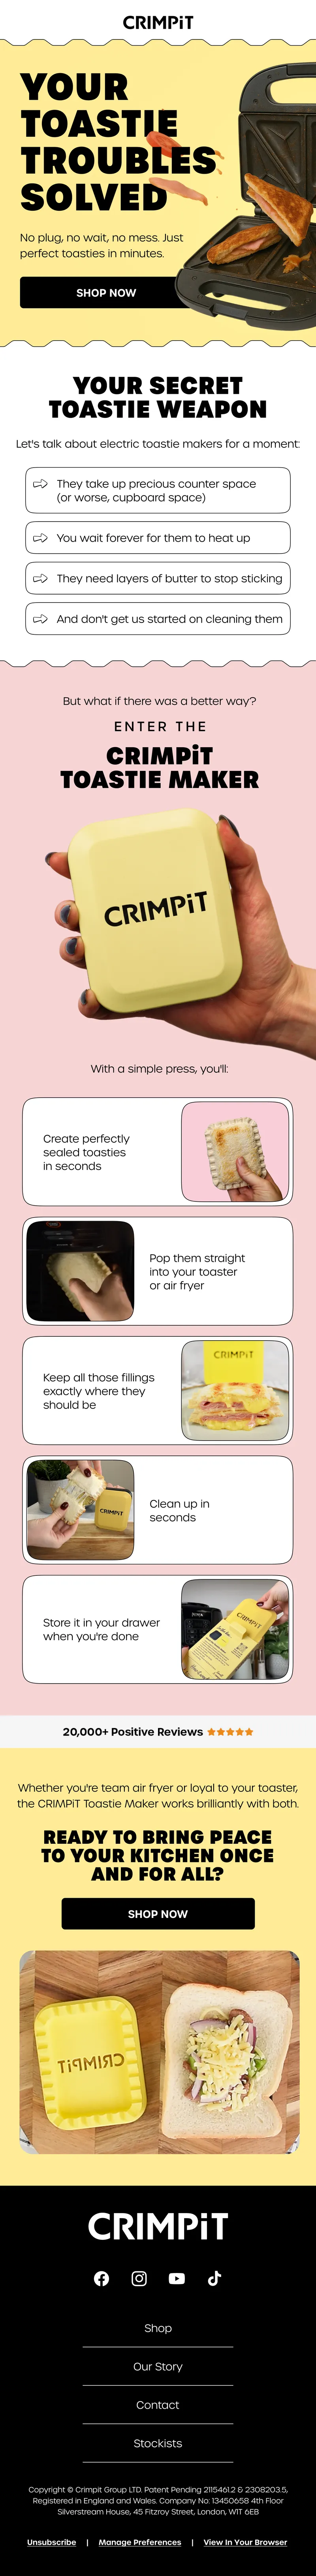 CRIMPiT
YOUR
TOASTIE
TROUBLES
SOLVED
No plug, no wait, no mess. Just
perfect toasties in minutes.
SHOP NOW
YOUR SECRET
TOASTIE WEAPON
Let's talk about electric toastie makers for a moment:
They take up precious counter space
(or worse, cupboard space)
You wait forever for them to heat up
They need layers of butter to stop sticking
And don't get us started on cleaning them
But what if there was a better way?
ENTER THE
CRIMPiT
TOASTIE MAKER
CRIMPiT
With a simple press, you'll:
Create perfectly
sealed toasties
in seconds
Pop them straight
into your toaster
or air fryer
Keep all those fillings
exactly where they
should be
CRIMPiT
Clean up in
seconds
CRIMPiT
Store it in your drawer
when you're done
CRIMPiT
20,000+ Positive Reviews
Whether you're team air fryer or loyal to your toaster,
the CRIMPiT Toastie Maker works brilliantly with both.
READY TO BRING PEACE
TO YOUR KITCHEN ONCE
AND FOR ALL?
SHOP NOW
CRIMPiT
CRIMPiT
Shop
Our Story
Contact
Stockists
Copyright © Crimpit Group LTD. Patent Pending 2115461.2 & 2308203.5,
Registered in England and Wales. Company No: 13450658 4th Floor
Silverstream House, 45 Fitzroy Street, London, W1T 6EB
Unsubscribe | Manage Preferences | View In Your Browser